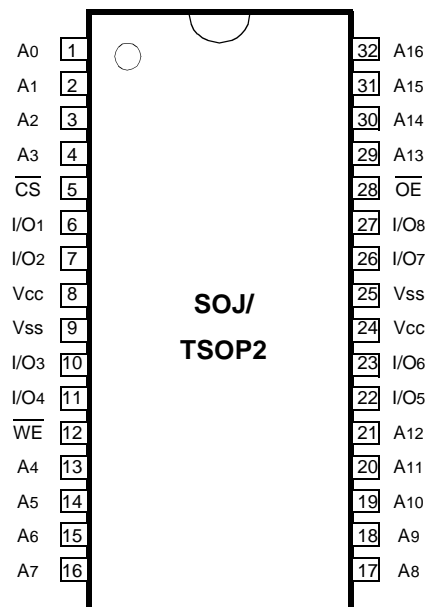 A0 1 32 A16
A1 2 31 A15
A2 3 30 A14
A3 4 29 A13
CS 5 28 OE
I/O1 6 27 I/O8
I/O2 7 26 I/O7
Vcc 8 25 Vss
SOJ/
Vss 9 24 Vcc
TSOP2
I/O3 10 23 I/O6
I/O4 11 22 I/O5
WE 12 21 A12
A4 13 20 A11
A5 14 19 A10
A6 15 18 A9
A7 16 17 A8